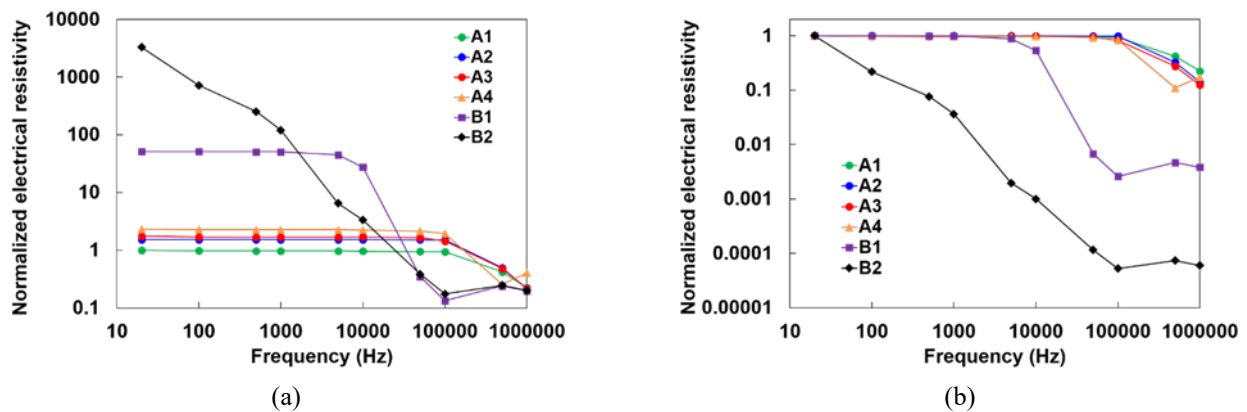 Normalized electrical resistivity
10000
1000
100
10
1
0.1
10 100 1000 10000 100000 1000000
Frequency (Hz)
A1
A2
A3
A4
B1
B2
(a)
Normalized electrical resistivity
1
0.1
0.01
0.001
0.0001
0.00001
10 100 1000 10000 100000 1000000
Frequency (Hz)
A1
A2
A3
A4
B1
B2
(b)